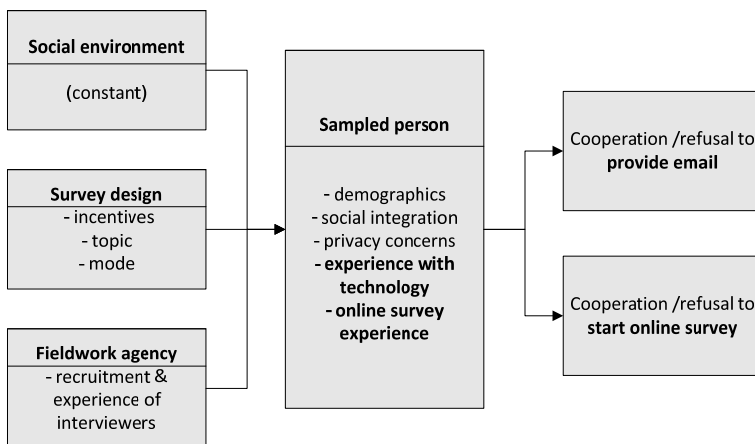 Social environment
(constant)
Survey design
- incentives
- topic
- mode
Fieldwork agency
- recruitment &
experience of
interviewers
Sampled person
- demographics
- social integration
- privacy concerns
- experience with
technology
- online survey
experience
Cooperation /refusal to
provide email
Cooperation /refusal to
start online survey